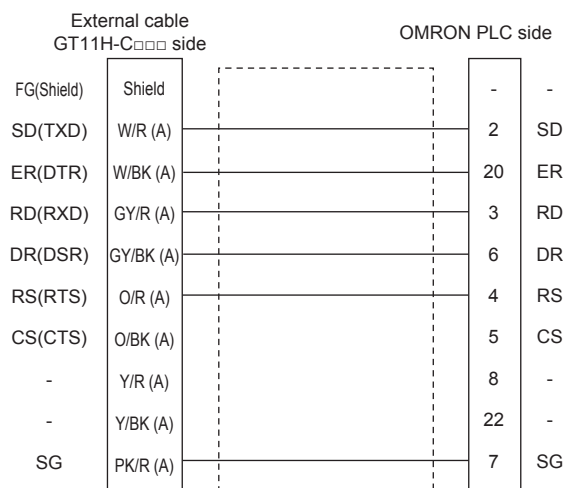 External cable
GT11H-C□□□ side
OMRON PLC side
FG(Shield) Shield - -
SD(TXD) W/R (A) 2 SD
ER(DTR) W/BK (A) 20 ER
RD(RXD) GY/R (A) 3 RD
DR(DSR) GY/BK (A) 6 DR
RS(RTS) O/R (A) 4 RS
CS(CTS) O/BK (A) 5 CS
- Y/R (A) 8 -
- Y/BK (A) 22 -
SG PK/R (A) 7 SG